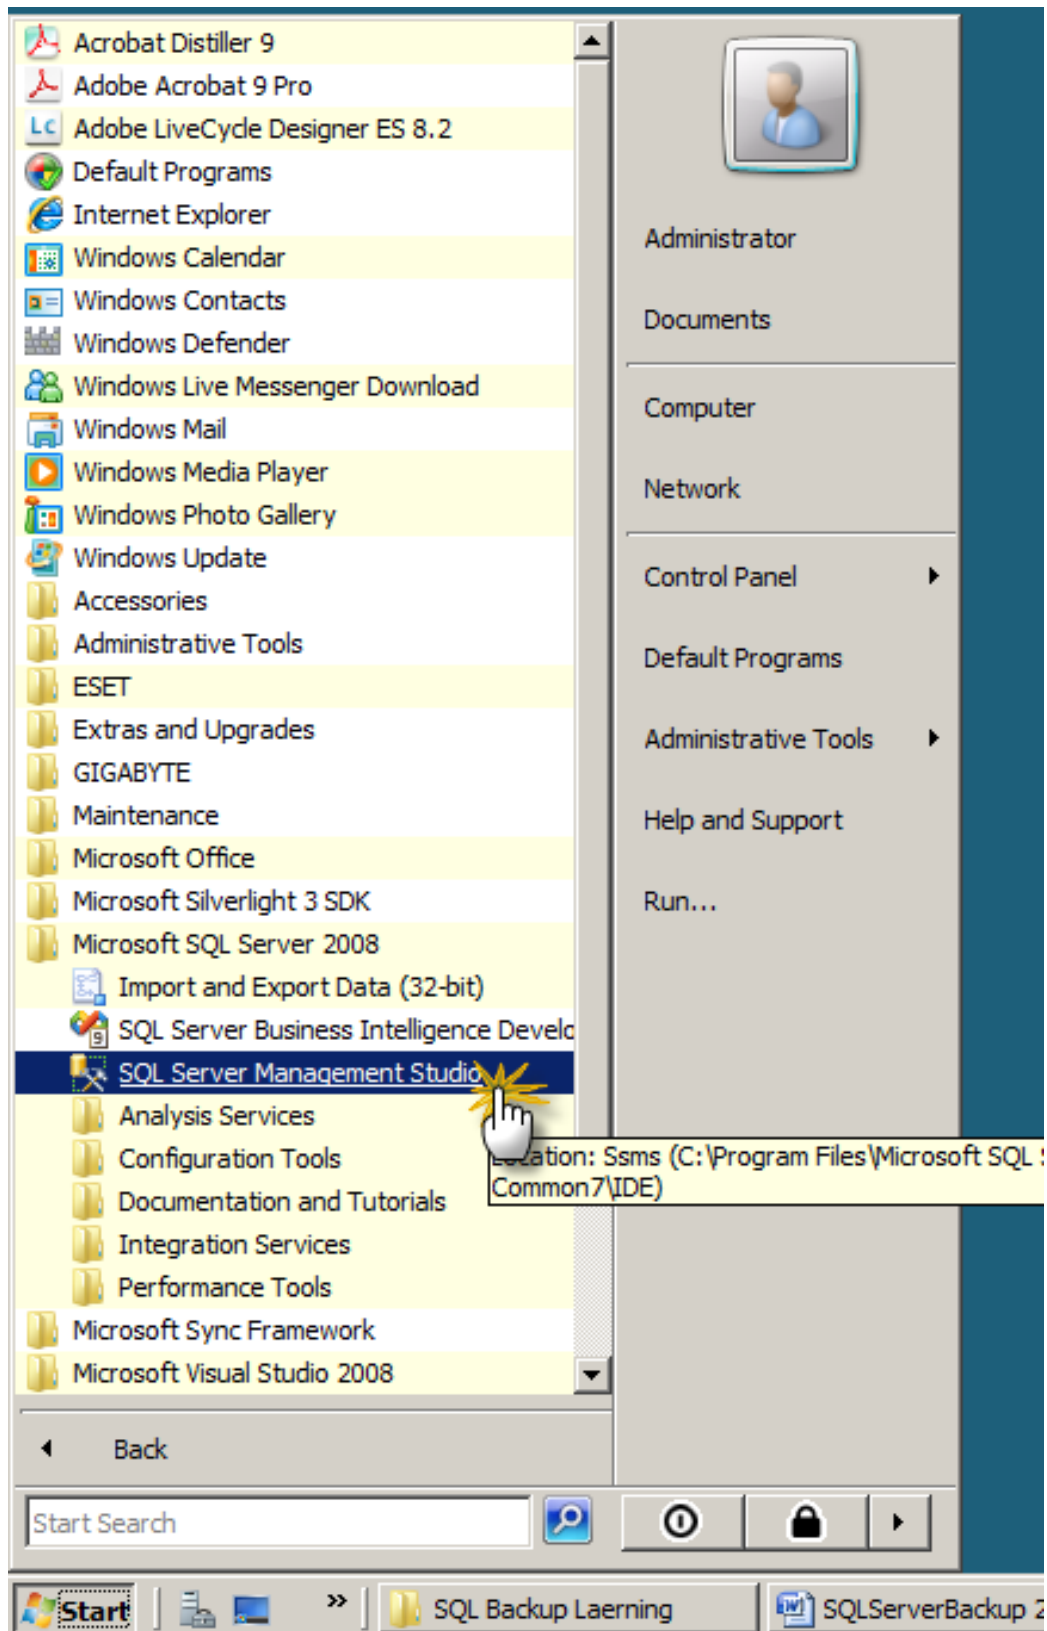 Acrobat Distiller 9
Adobe Acrobat 9 Pro
Lc Adobe LiveCycle Designer ES 8.2
Default Programs
Internet Explorer
Windows Calendar
Windows Contacts
Windows Defender
Windows Live Messenger Download
Windows Mail
Windows Media Player
Windows Photo Gallery
Windows Update
Accessories
Administrative Tools
ESET
Extras and Upgrades
GIGABYTE
Maintenance
Microsoft Office
Microsoft Silverlight 3 SDK
Microsoft SQL Server 2008
Import and Export Data (32-bit)
SQL Server Business Intelligence Develo
SQL Server Management Studio
Analysis Services
Configuration Tools
Documentation and Tutorials
Integration Services
Performance Tools
Microsoft Sync Framework
Microsoft Visual Studio 2008
Back
Start Search
Administrator
Documents
Computer
Network
Control Panel
Default Programs
Administrative Tools
Help and Support
Run...
Location: Ssms (C:\Program Files\Microsoft SQL
Common7\IDE)
Start
SQL Backup Laerning
SQLServerBackup 2